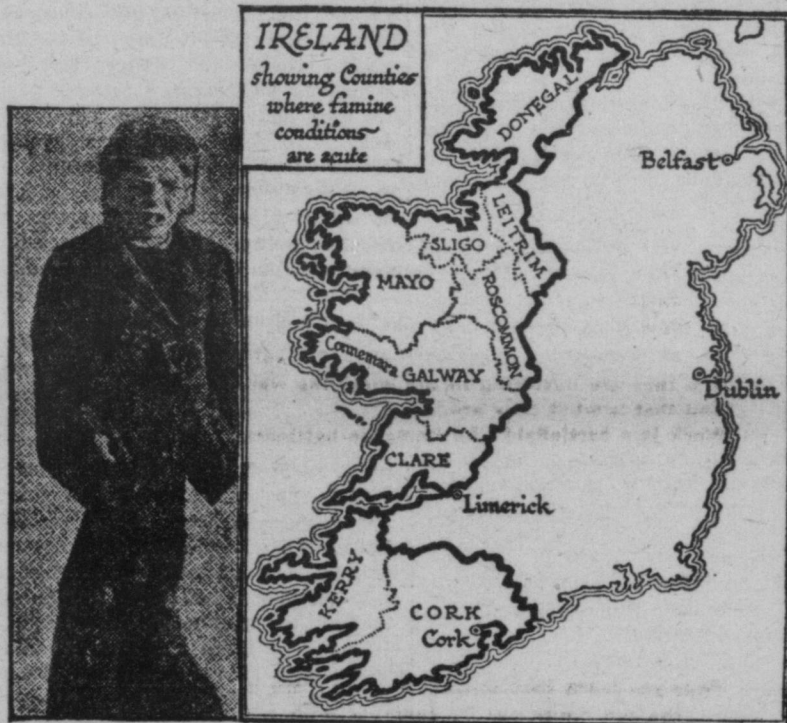 IRELAND
showing Counties
where famine
conditions~
are acute
DONEGAL
Belfast
LEITRIM
SLIGO
MAYO
ROSCOMMON
Connemara
GALWAY
Dublin
CLARE
Limerick
KERRY
CORK
Cork